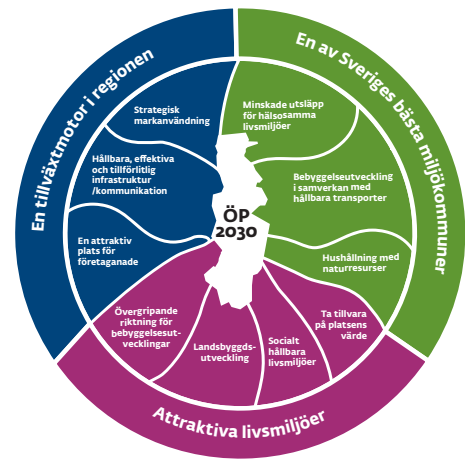 En tillväxtmotor i regionen
Strategisk
markanvändning
Hållbara, effektiva
och tillförlitlig
infrastruktur
/kommunikation
En attraktiv
plats för
företaganade
En av Sveriges bästa miljökommuner
Minskade utsläpp
för hälsosamma
livsmiljöer
Bebyggelseutveckling
i samverkan med
hållbara transporter
Hushållning med
naturresurser
ÖP
2030
Övergripande
riktning för
bebyggelsesut-
vecklingar
Landsbyggds-
utveckling
Socialt
hållbara
livsmiljöer
Ta tillvara
på platsens
värde
Attraktiva livsmiljöer